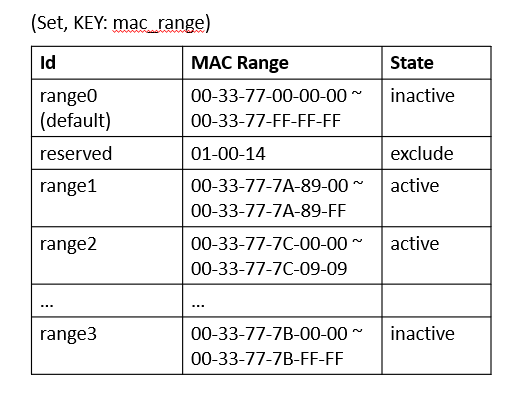 (Set, KEY: mac_range)
Id MAC Range State
range0 00-33-77-00-00-00 ~ inactive
(default) 00-33-77-FF-FF-FF
reserved 01-00-14 exclude
range1 00-33-77-7A-89-00 ~ active
00-33-77-7A-89-FF
range2 00-33-77-7C-00-00 ~ active
00-33-77-7C-09-09
... ...
range3 00-33-77-7B-00-00 ~ inactive
00-33-77-7B-FF-FF